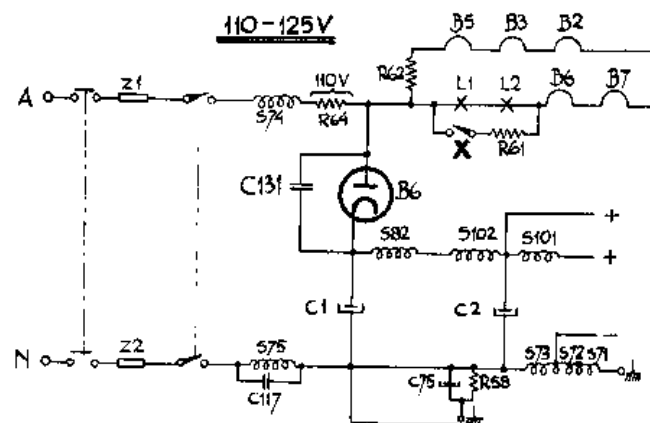 110-125V
B5 B3 B2
R62
110V
L1 L2 B6 B7
A Z1
S74 R64
X R61
C131 B6
S82 S102 S101
+
+
C1 C2
N Z2 S75
C117
C75 R58
S73 S72 S71